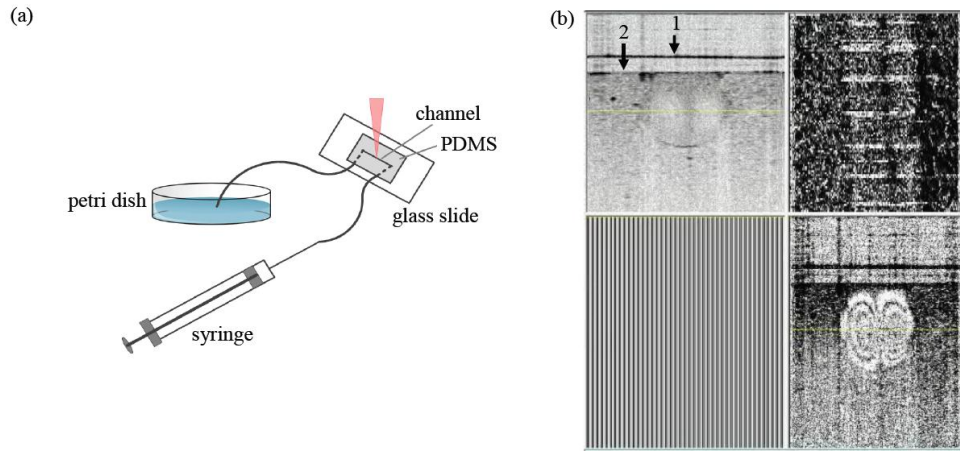 (a)
channel
PDMS
petri dish
glass slide
syringe
(b)
1
2